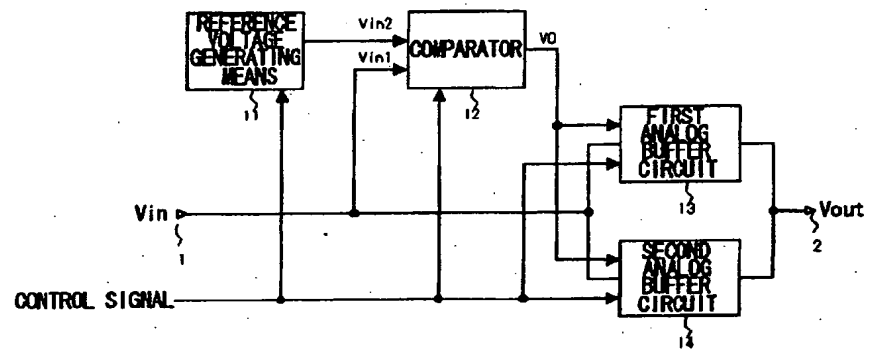 REFERENCE
VOLTAGE
GENERATING
MEANS
11
Vin2
Vin1
COMPARATOR
12
VO
FIRST
ANALOG
BUFFER
CIRCUIT
13
Vin
1
Vout
2
SECOND
ANALOG
BUFFER
CIRCUIT
14
CONTROL SIGNAL